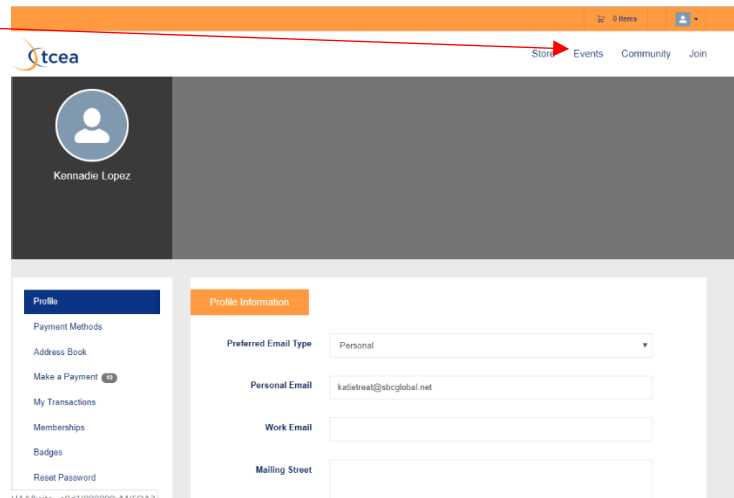 0 Items
tcea
Store Events Community Join
Kennadie Lopez
Profile
Profile Information
Payment Methods
Preferred Email Type Personal
Address Book
Make a Payment 10
Personal Email katietreat@sbcglobal.net
My Transactions
Memberships
Work Email
Badges
Mailing Street
Reset Password